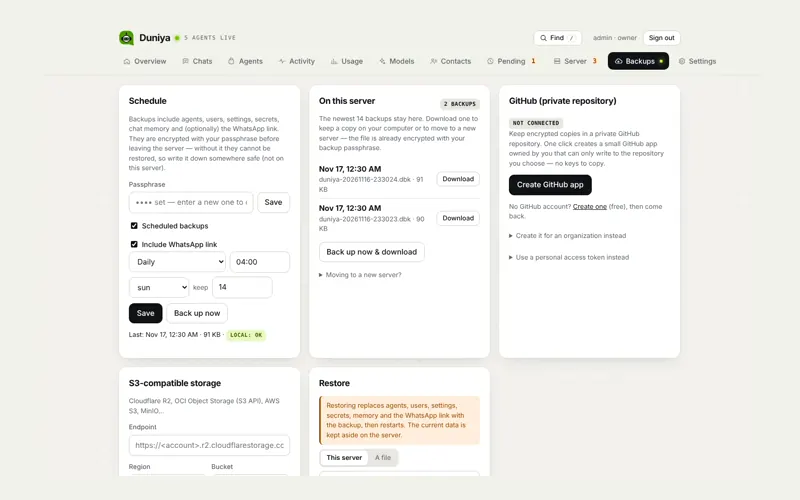 Duniya
5 AGENTS LIVE
Find /
admin · owner
Sign out
Overview
Chats
Agents
Activity
Usage
Models
Contacts
Pending 1
Server 3
Backups
Settings
Schedule
Backups include agents, users, settings, secrets,
chat memory and (optionally) the WhatsApp link.
They are encrypted with your passphrase before
leaving the server — without it they cannot be
restored, so write it down somewhere safe (not on
this server).
Passphrase
•••• set — enter a new one to c
Save
Scheduled backups
Include WhatsApp link
Daily
04:00
sun
keep
14
Save
Back up now
Last: Nov 17, 12:30 AM · 91 KB ·
LOCAL: OK
On this server
2 BACKUPS
The newest 14 backups stay here. Download one to
keep a copy on your computer or to move to a new
server — the file is already encrypted with your
backup passphrase.
Nov 17, 12:30 AM
duniya-20261116-233024.dbk · 91
KB
Download
Nov 17, 12:30 AM
duniya-20261116-233023.dbk · 90
KB
Download
Back up now & download
Moving to a new server?
GitHub (private repository)
NOT CONNECTED
Keep encrypted copies in a private GitHub
repository. One click creates a small GitHub app
owned by you that can only write to the repository
you choose — no keys to copy.
Create GitHub app
No GitHub account? Create one (free), then come
back.
Create it for an organization instead
Use a personal access token instead
S3-compatible storage
Cloudflare R2, OCI Object Storage (S3 API), AWS
S3, MinIO...
Endpoint
https://<account>.r2.cloudflarestorage.cc
Region
Bucket
Restore
Restoring replaces agents, users, settings,
secrets, memory and the WhatsApp link with
the backup, then restarts. The current data is
kept aside on the server.
This server
A file